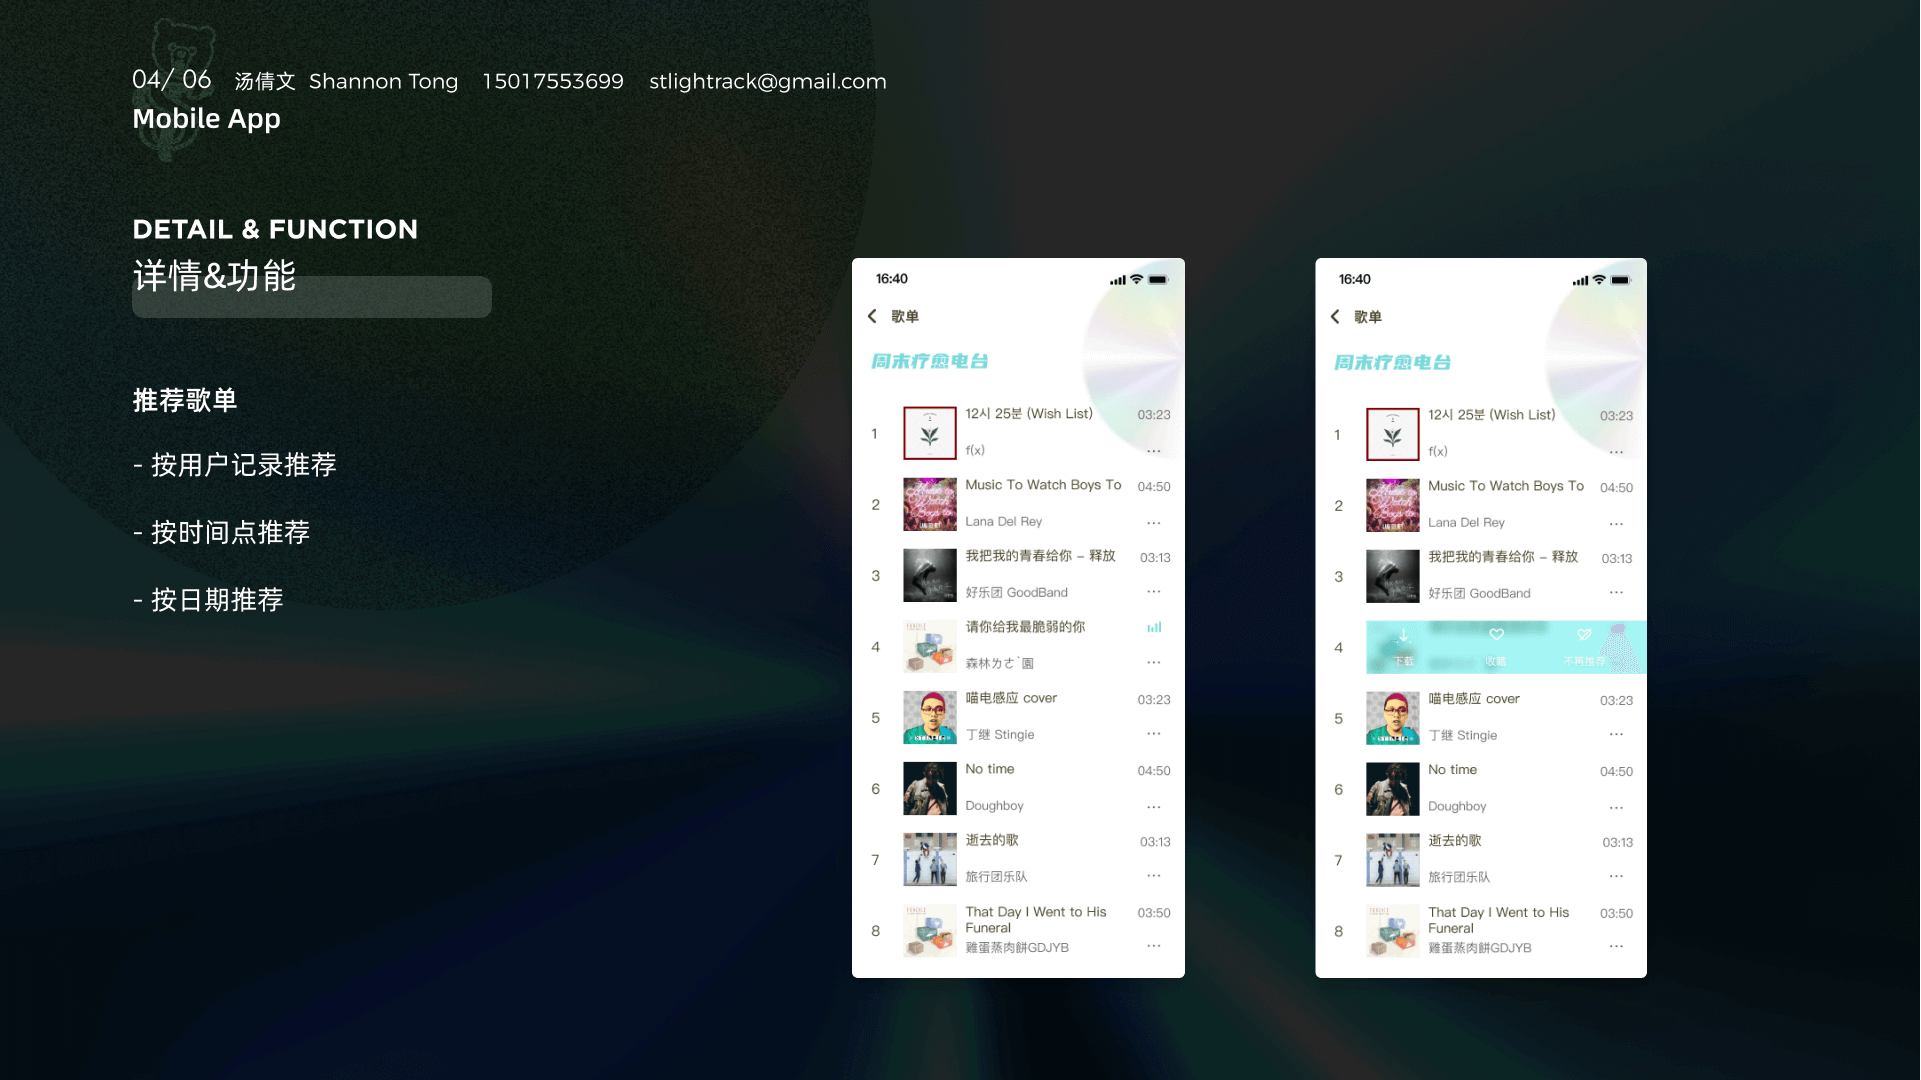 04/ 06 汤倩文 Shannon Tong 15017553699 stlightrack@gmail.com
Mobile App
DETAIL & FUNCTION
详情&功能
推荐歌单
- 按用户记录推荐
- 按时间点推荐
- 按日期推荐
16:40
歌单
周末疗愈电台
1 12시 25분 (Wish List) 03:23
f(x)
2 Music To Watch Boys To 04:50
Lana Del Rey
3 我把我的青春给你 – 释放 03:13
好乐团 GoodBand
4 请你给我最脆弱的你
森林ㄌㄜˋ園
5 喵电感应 cover 03:23
丁继 Stingie
6 No time 04:50
Doughboy
7 逝去的歌 03:13
旅行团乐队
8 That Day I Went to His 03:50
Funeral
雞蛋蒸肉餅GDJYB
16:40
歌单
周末疗愈电台
1 12시 25분 (Wish List) 03:23
f(x)
2 Music To Watch Boys To 04:50
Lana Del Rey
3 我把我的青春给你 – 释放 03:13
好乐团 GoodBand
4 下载 收藏 不再推荐
5 喵电感应 cover 03:23
丁继 Stingie
6 No time 04:50
Doughboy
7 逝去的歌 03:13
旅行团乐队
8 That Day I Went to His 03:50
Funeral
雞蛋蒸肉餅GDJYB